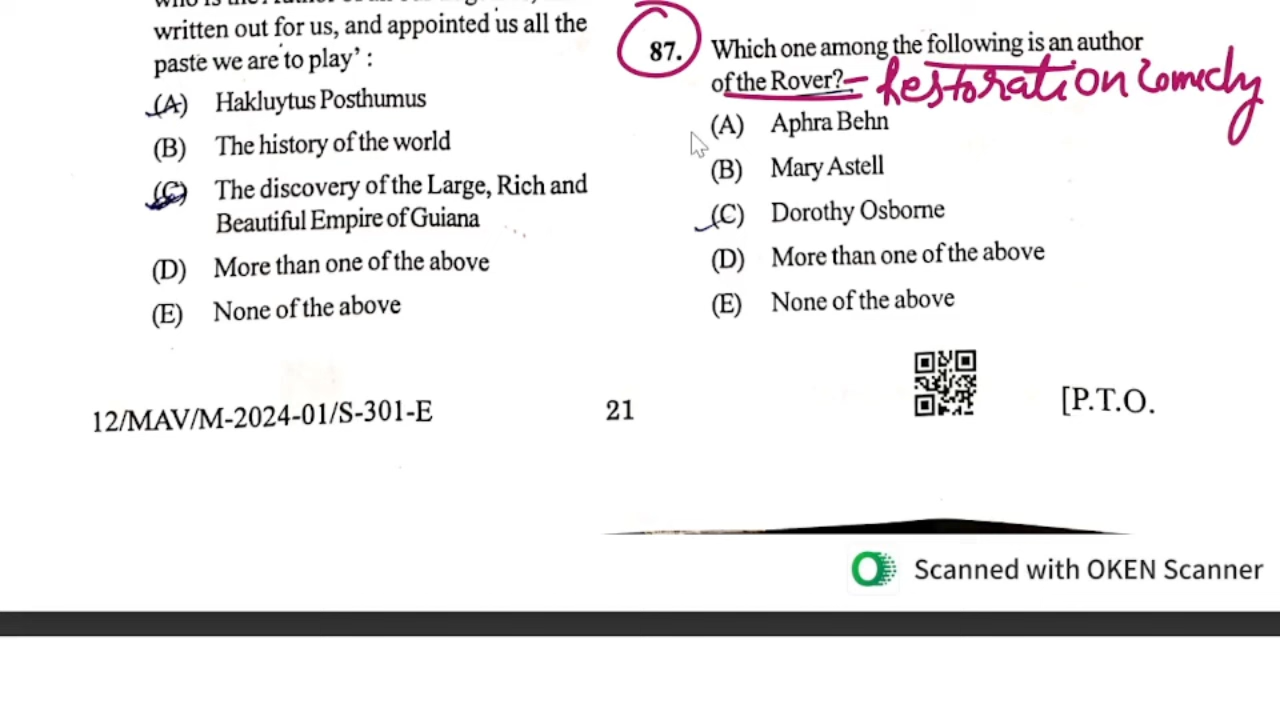 written out for us, and appointed us all the
paste we are to play' :
(A) Hakluytus Posthumus
(B) The history of the world
(C) The discovery of the Large, Rich and
Beautiful Empire of Guiana
(D) More than one of the above
(E) None of the above
87. Which one among the following is an author
of the Rover? - Restoration Comedy
(A) Aphra Behn
(B) Mary Astell
(C) Dorothy Osborne
(D) More than one of the above
(E) None of the above
12/MAV/M-2024-01/S-301-E
21
[P.T.O.
Scanned with OKEN Scanner